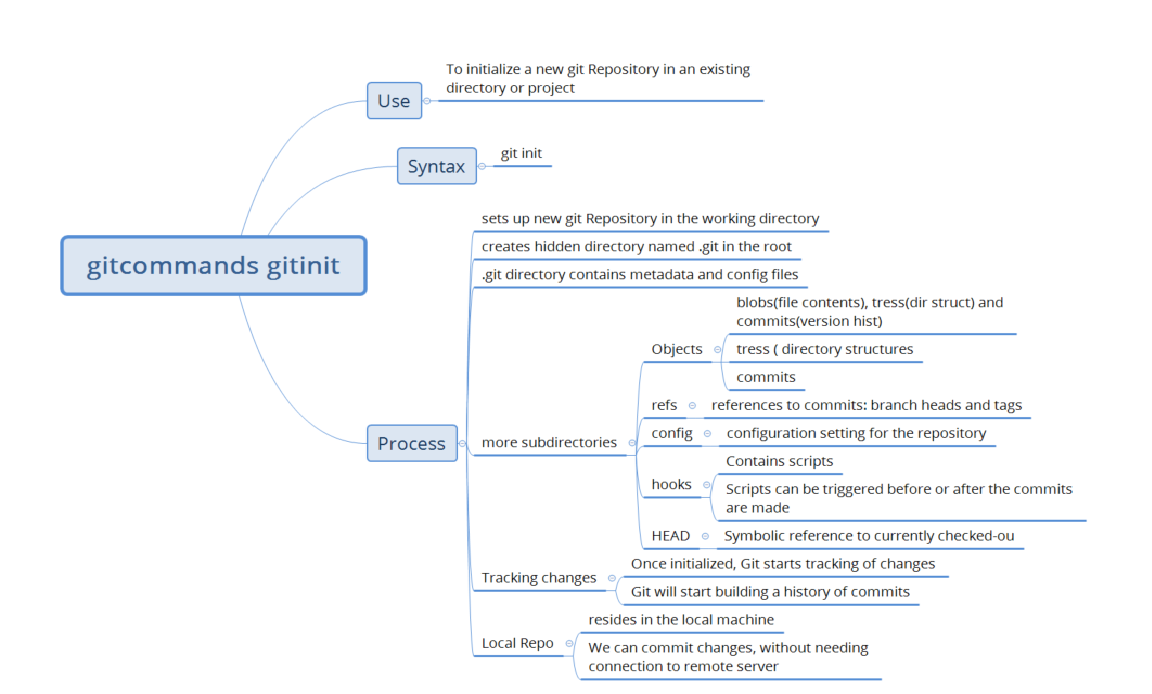 To initialize a new git Repository in an existing
directory or project
Use
git init
Syntax
gitcommands gitinit
sets up new git Repository in the working directory
creates hidden directory named .git in the root
.git directory contains metadata and config files
blobs(file contents), tress(dir struct) and
commits(version hist)
Objects
tress ( directory structures
commits
refs
references to commits: branch heads and tags
Process
more subdirectories
config
configuration setting for the repository
Contains scripts
hooks
Scripts can be triggered before or after the commits
are made
HEAD
Symbolic reference to currently checked-ou
Once initialized, Git starts tracking of changes
Tracking changes
Git will start building a history of commits
resides in the local machine
Local Repo
We can commit changes, without needing
connection to remote server